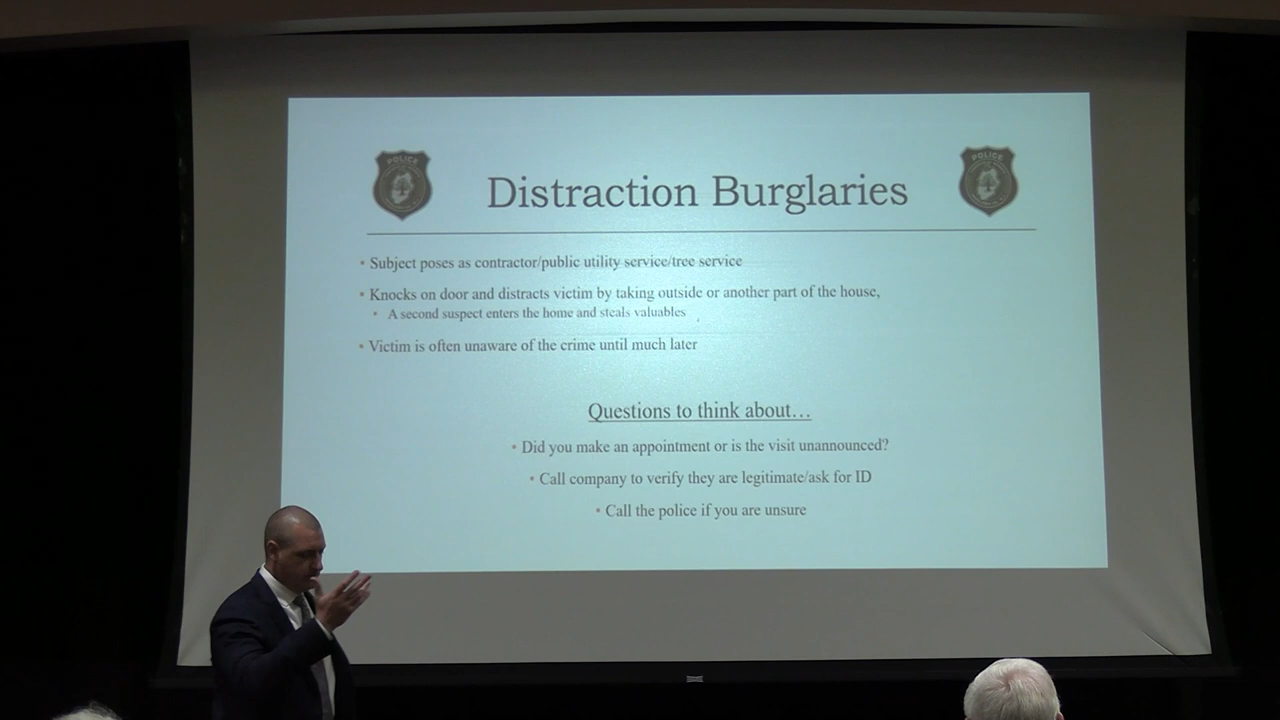 POLICE
POLICE
Distraction Burglaries
• Subject poses as contractor/public utility service/tree service
• Knocks on door and distracts victim by taking outside or another part of the house,
• A second suspect enters the home and steals valuables
• Victim is often unaware of the crime until much later
Questions to think about...
• Did you make an appointment or is the visit unannounced?
• Call company to verify they are legitimate/ask for ID
• Call the police if you are unsure